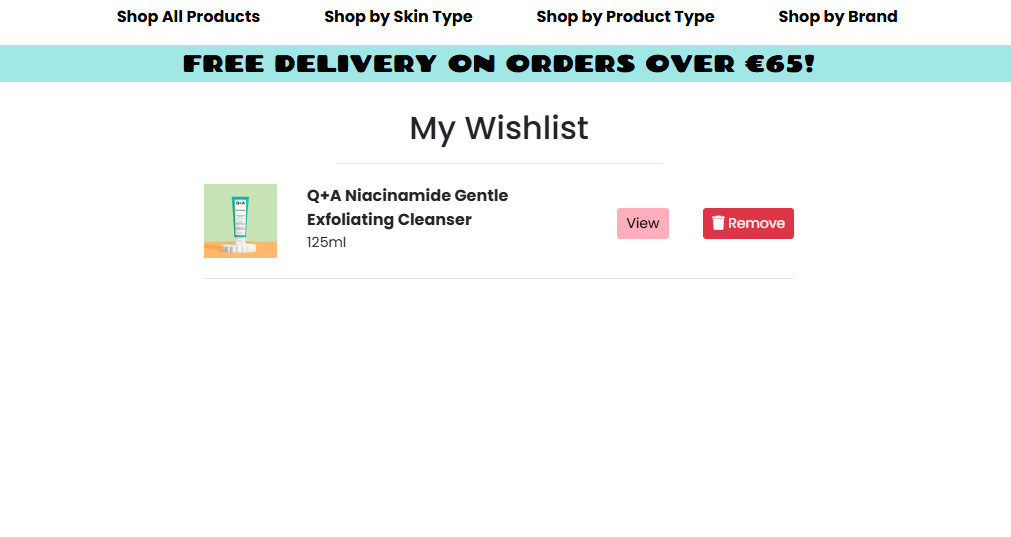 Shop All Products Shop by Skin Type Shop by Product Type Shop by Brand
FREE DELIVERY ON ORDERS OVER €65!
My Wishlist
Q+A
Q+A Niacinamide Gentle
Exfoliating Cleanser
125ml
View
Remove